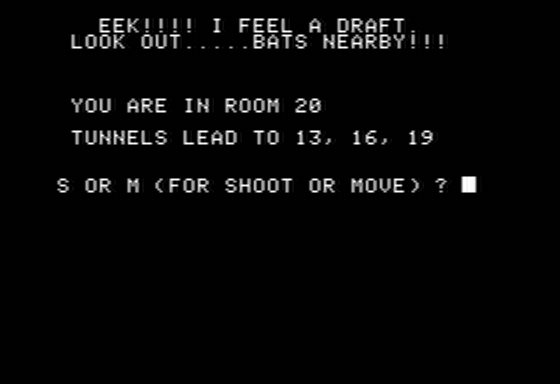 EEK!!!! I FEEL A DRAFT.
LOOK OUT.....BATS NEARBY!!!
YOU ARE IN ROOM 20
TUNNELS LEAD TO 13, 16, 19
S OR M (FOR SHOOT OR MOVE) ?